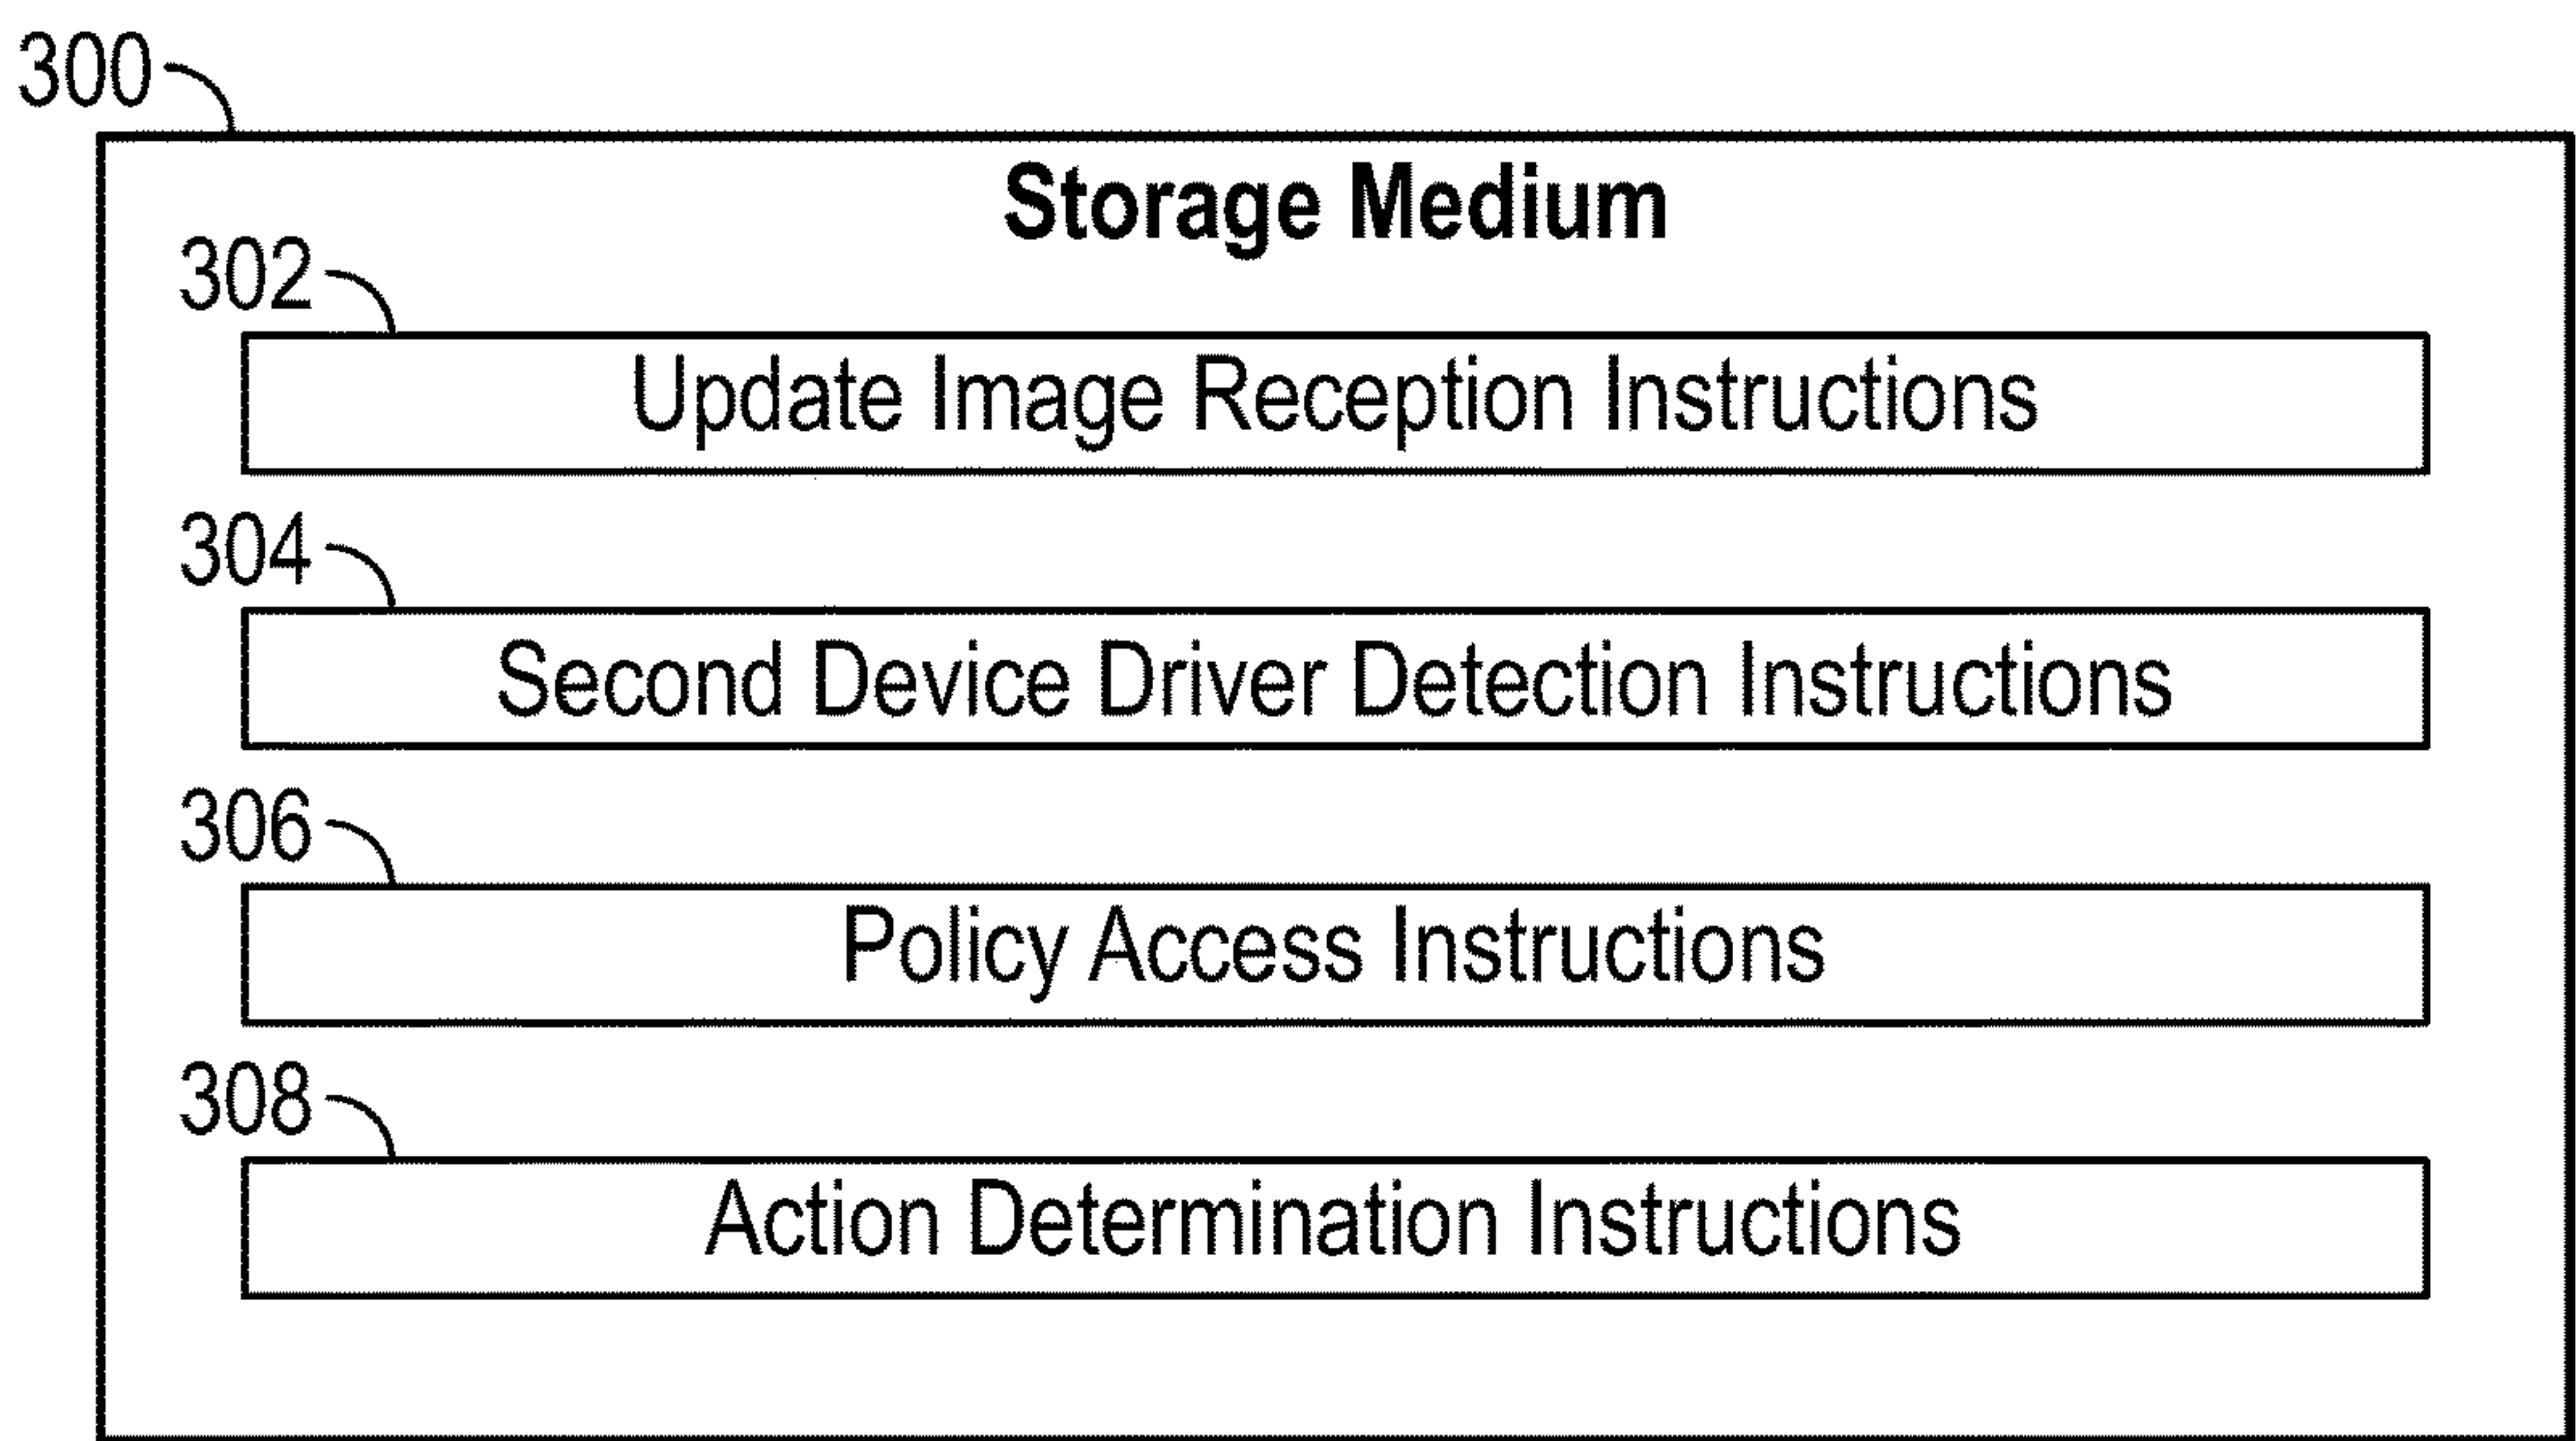 300
Storage Medium
302
Update Image Reception Instructions
304
Second Device Driver Detection Instructions
306
Policy Access Instructions
308
Action Determination Instructions